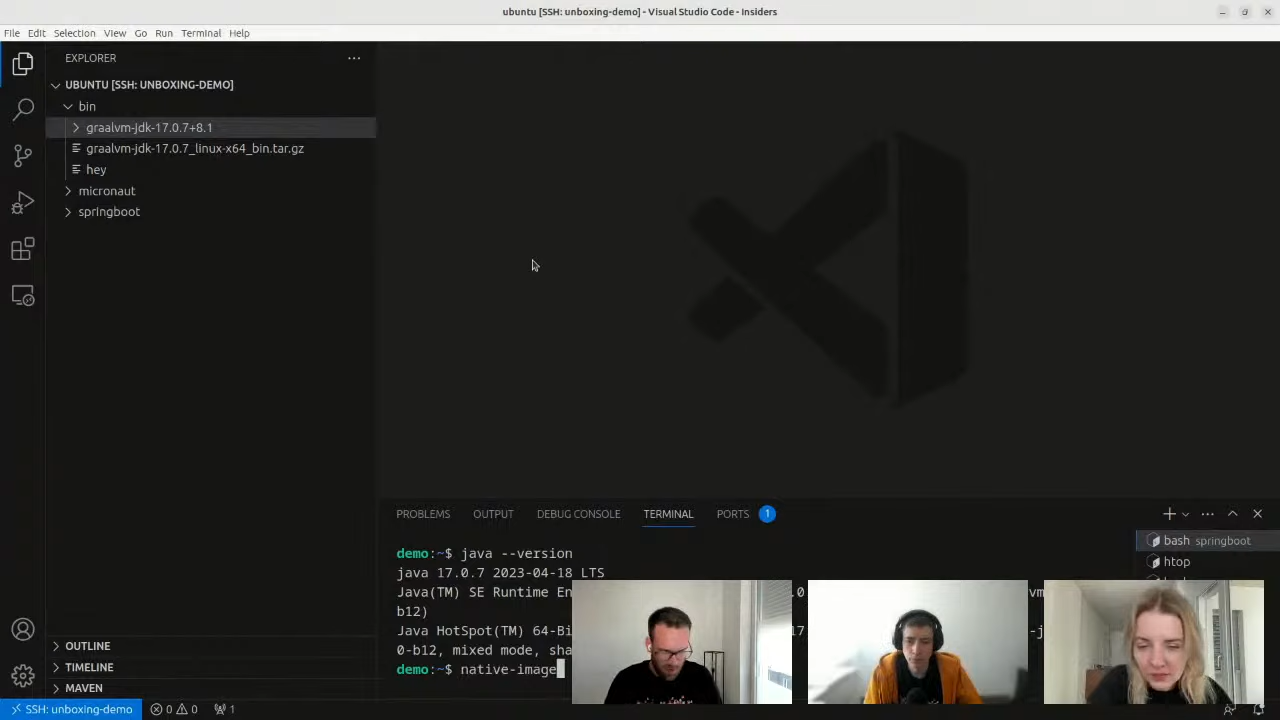 ubuntu [SSH: unboxing-demo] - Visual Studio Code - Insiders
File Edit Selection View Go Run Terminal Help
EXPLORER
UBUNTU [SSH: UNBOXING-DEMO]
bin
graalvm-jdk-17.0.7+8.1
graalvm-jdk-17.0.7_linux-x64_bin.tar.gz
hey
micronaut
springboot
OUTLINE
TIMELINE
MAVEN
PROBLEMS OUTPUT DEBUG CONSOLE TERMINAL PORTS 1
bash springboot
htop
demo:~$ java --version
java 17.0.7 2023-04-18 LTS
Java(TM) SE Runtime En
b12)
Java HotSpot(TM) 64-Bi
0-b12, mixed mode, sha
demo:~$ native-image
SSH: unboxing-demo 0 0 1